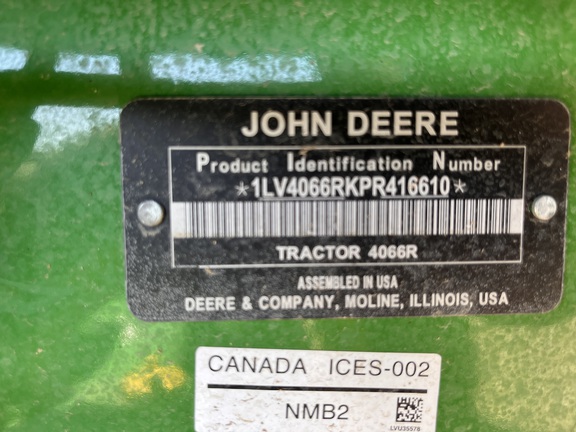 JOHN DEERE
Product Identification Number
*1LV4066RKPR416610*
TRACTOR 4066R
ASSEMBLED IN USA
DEERE & COMPANY, MOLINE, ILLINOIS, USA
CANADA ICES-002
NMB2
LVU35578